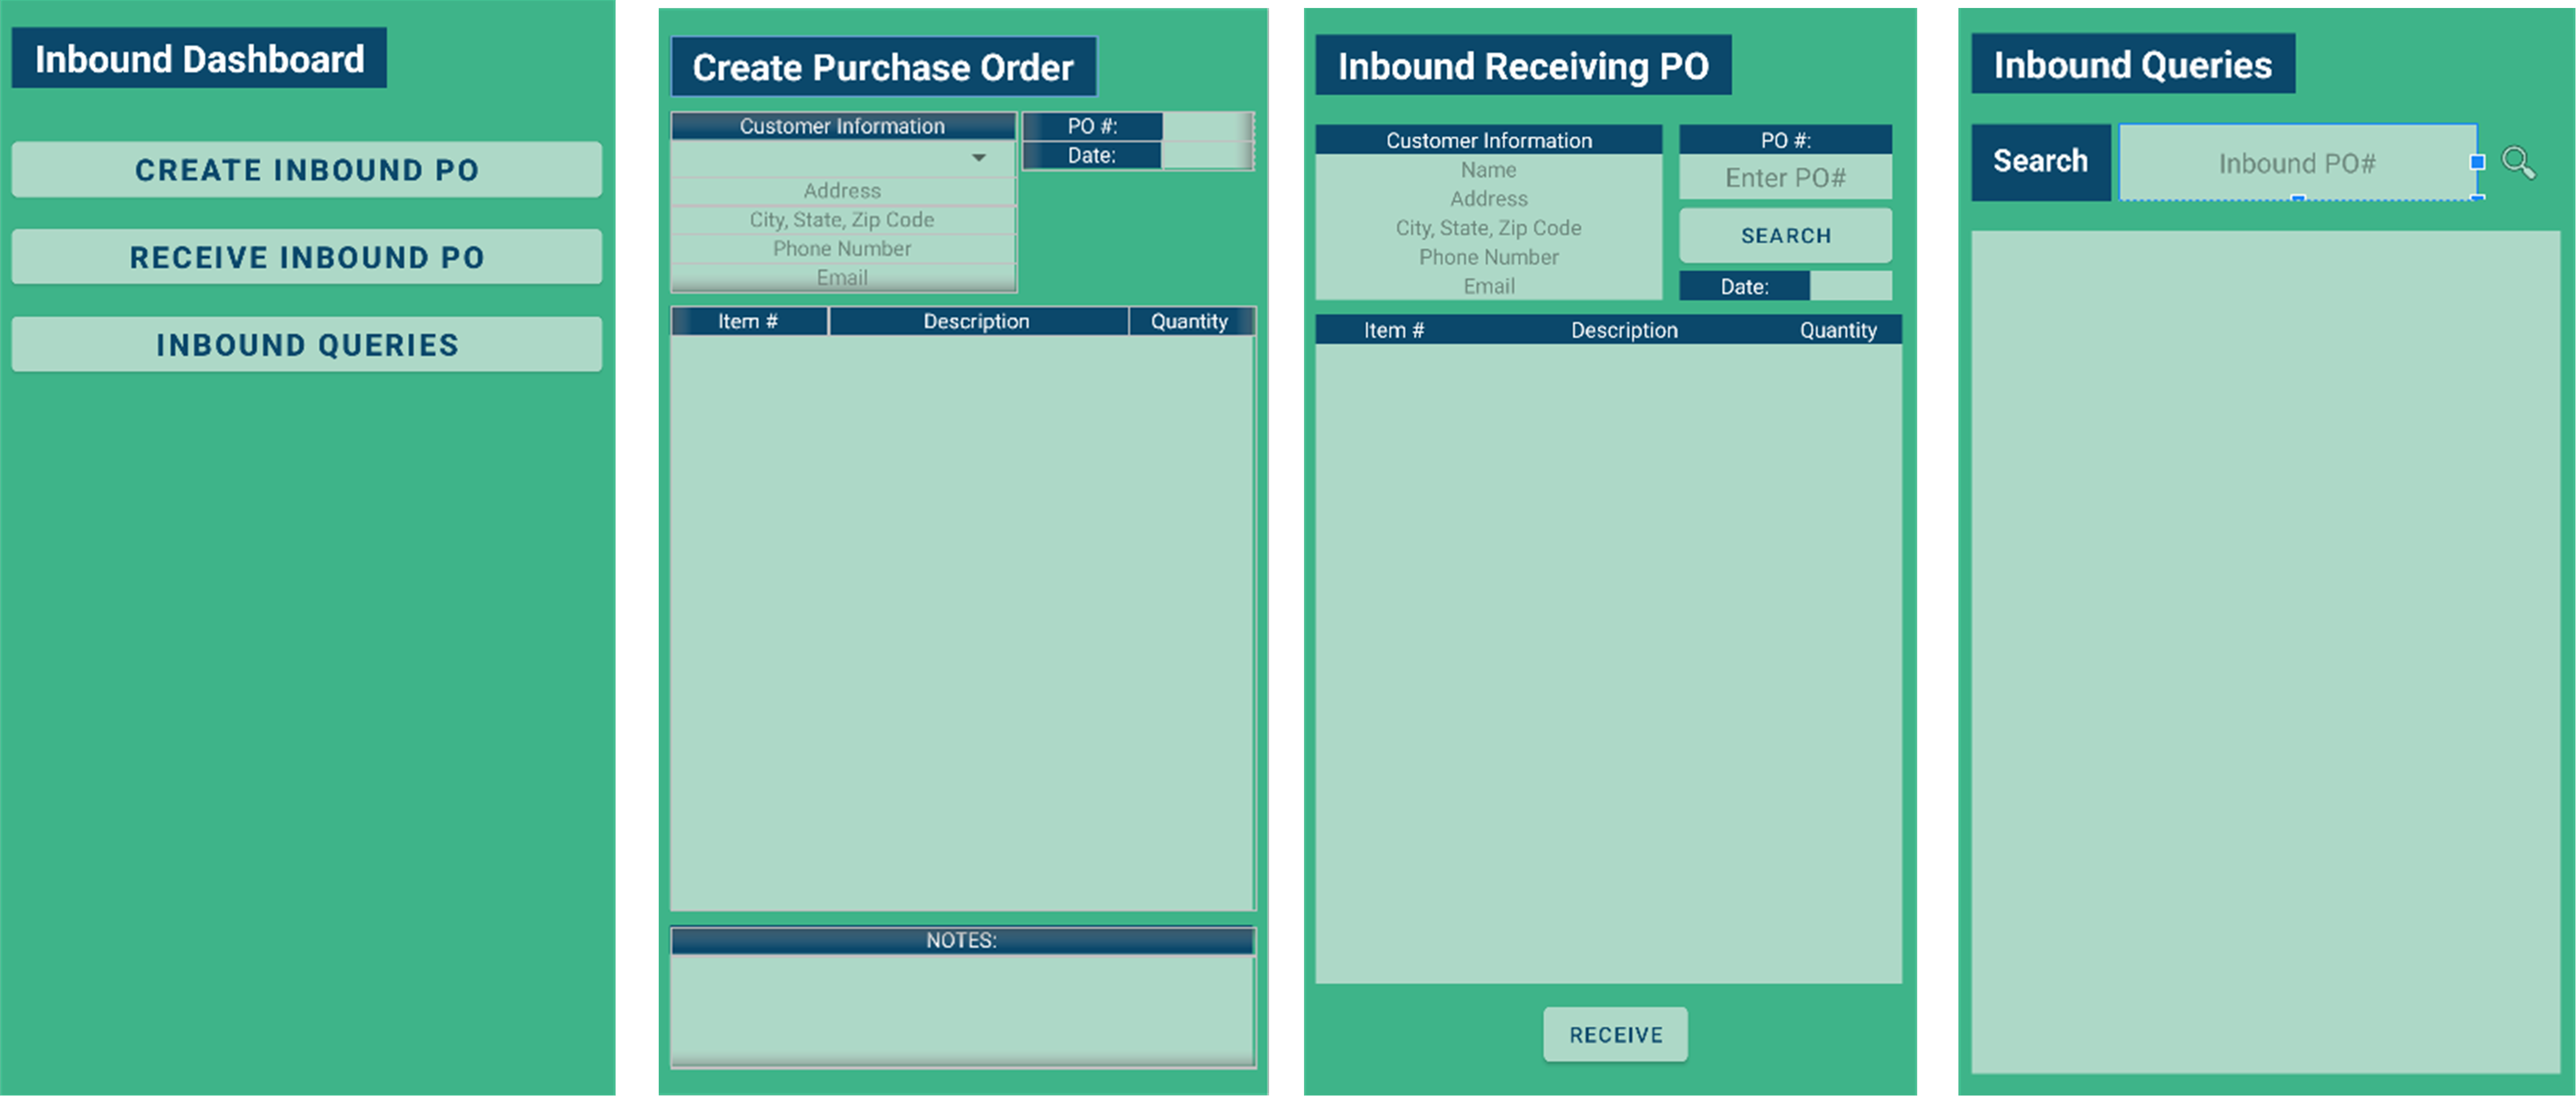 Inbound Dashboard
CREATE INBOUND PO
RECEIVE INBOUND PO
INBOUND QUERIES
Create Purchase Order
Customer Information
PO #:
Date:
Address
City, State, Zip Code
Phone Number
Email
Item # Description Quantity
NOTES:
Inbound Receiving PO
Customer Information
Name
Address
City, State, Zip Code
Phone Number
Email
PO #:
Enter PO#
SEARCH
Date:
Item # Description Quantity
RECEIVE
Inbound Queries
Search Inbound PO#